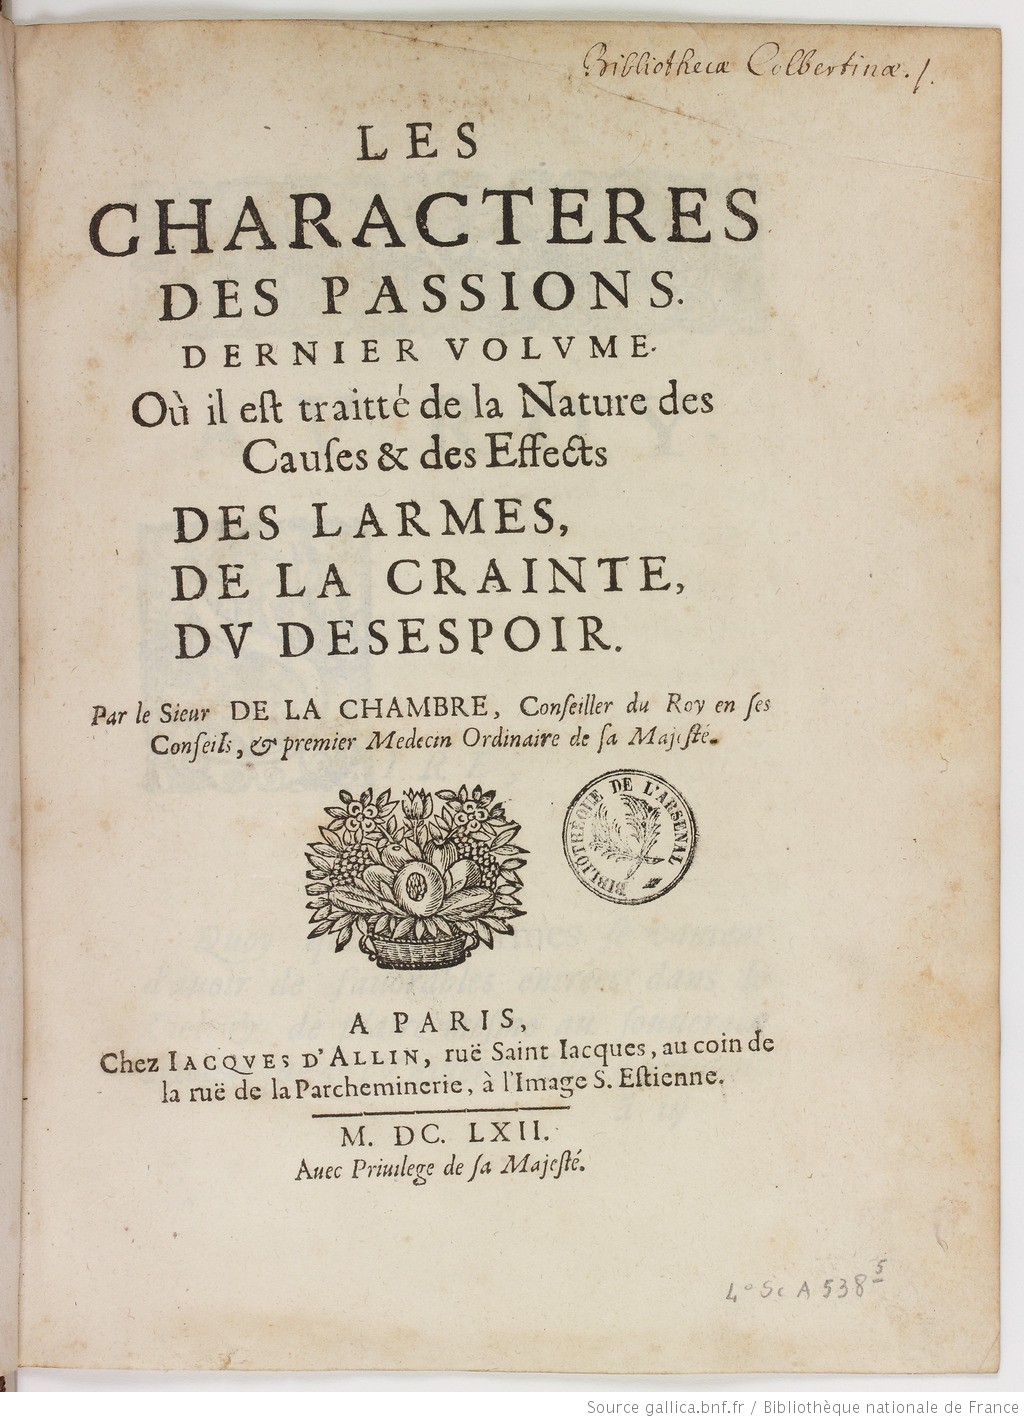 Bibliothecæ Colbertinæ.
LES
CHARACTERES
DES PASSIONS.
DERNIER VOLVME.
Où il eſt traitté de la Nature des
Cauſes & des Effects
DES LARMES,
DE LA CRAINTE,
DV DESESPOIR.
Par le Sieur DE LA CHAMBRE, Conſeiller du Roy en ſes
Conſeils, & premier Medecin Ordinaire de ſa Majeſté.
BIBLIOTHEQUE DE L'ARSENAL
A PARIS,
Chez IACQVES D'ALLIN, ruë Saint Iacques, au coin de
la ruë de la Parcheminerie, à l'Image S. Eſtienne.
M. DC. LXII.
Auec Priuilege de ſa Majeſté.
4° Sc A 538 5
Source gallica.bnf.fr / Bibliothèque nationale de France